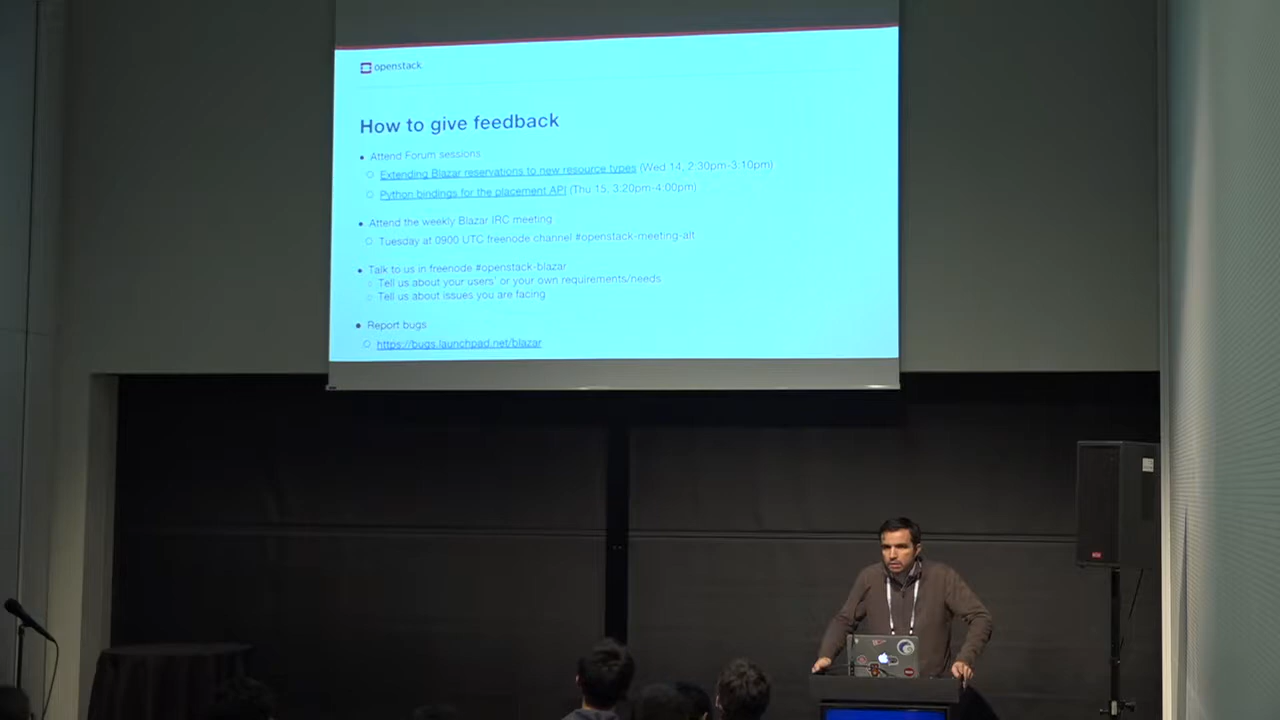 openstack.
How to give feedback
Attend Forum sessions
Extending Blazar reservations to new resource types (Wed 14, 2:30pm-3:10pm)
Python bindings for the placement API (Thu 15, 3:20pm-4:00pm)
Attend the weekly Blazar IRC meeting
Tuesday at 0900 UTC freenode channel #openstack-meeting-alt
Talk to us in freenode #openstack-blazar
Tell us about your users' or your own requirements/needs
Tell us about issues you are facing
Report bugs
https://bugs.launchpad.net/blazar